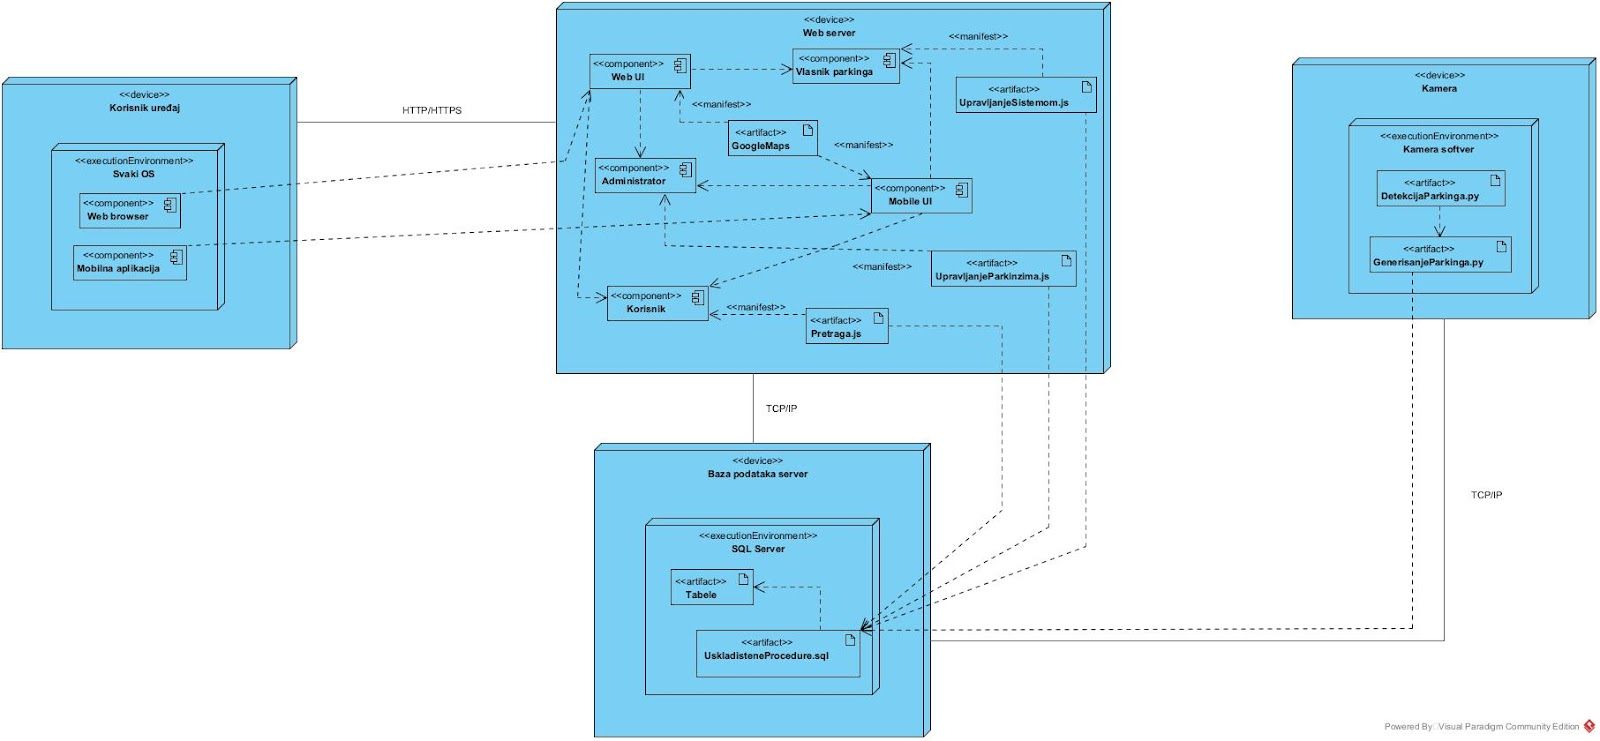 <<device>>
Korisnik uređaj
<<executionEnvironment>>
Svaki OS
<<component>>
Web browser
<<component>>
Mobilna aplikacija
HTTP/HTTPS
<<device>>
Web server
<<component>>
Web UI
<<component>>
Vlasnik parkinga
<<manifest>>
<<artifact>>
UpravljanjeSistemom.js
<<manifest>>
<<artifact>>
GoogleMaps
<<manifest>>
<<component>>
Administrator
<<component>>
Mobile UI
<<manifest>>
<<artifact>>
UpravljanjeParkinzima.js
<<component>>
Korisnik
<<manifest>>
<<artifact>>
Pretraga.js
TCP/IP
<<device>>
Baza podataka server
<<executionEnvironment>>
SQL Server
<<artifact>>
Tabele
<<artifact>>
UskladisteneProcedure.sql
<<device>>
Kamera
<<executionEnvironment>>
Kamera softver
<<artifact>>
DetekcijaParkinga.py
<<artifact>>
GenerisanjeParkinga.py
TCP/IP
Powered By Visual Paradigm Community Edition